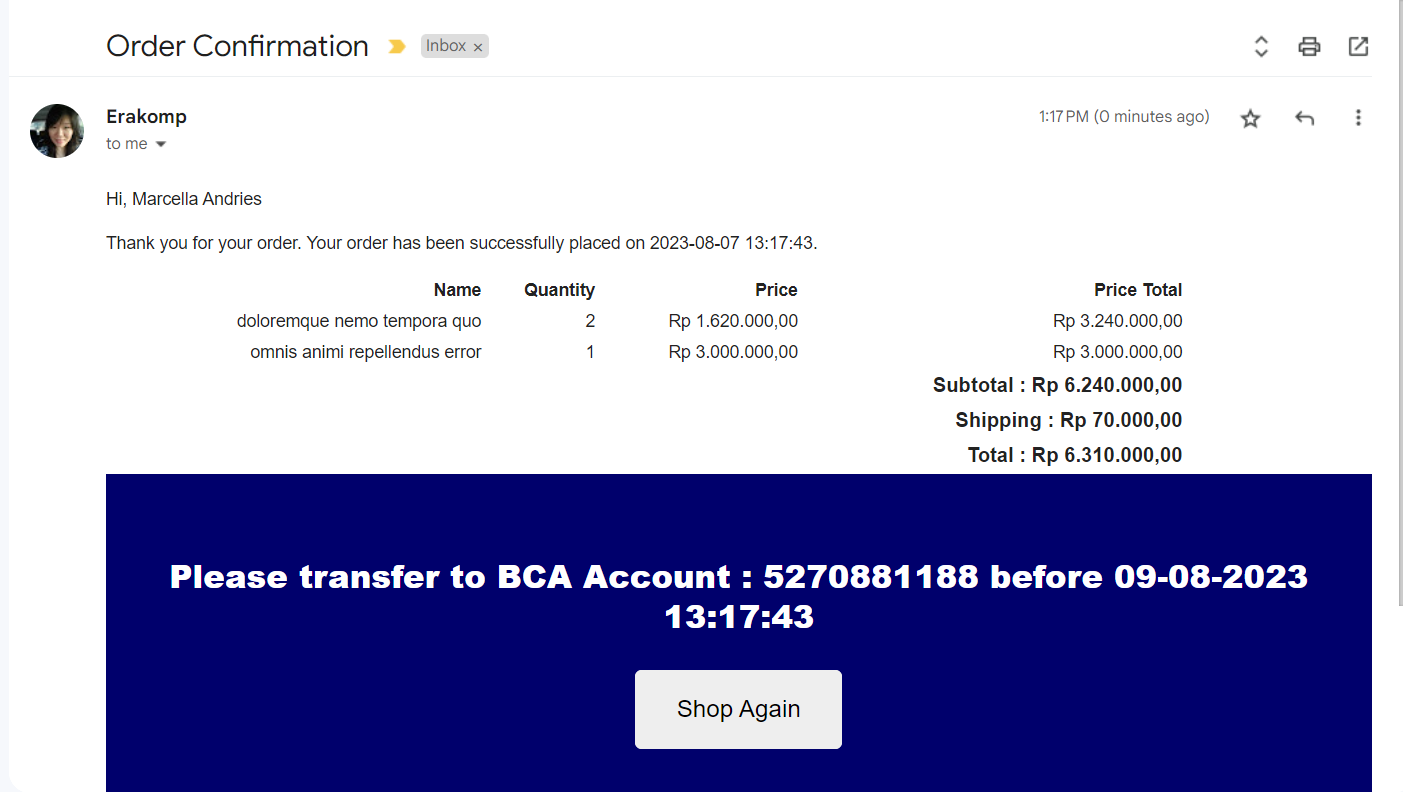 Order Confirmation Inbox ×
Erakomp 1:17 PM (0 minutes ago)
to me
Hi, Marcella Andries
Thank you for your order. Your order has been successfully placed on 2023-08-07 13:17:43.
Name Quantity Price Price Total
doloremque nemo tempora quo 2 Rp 1.620.000,00 Rp 3.240.000,00
omnis animi repellendus error 1 Rp 3.000.000,00 Rp 3.000.000,00
Subtotal : Rp 6.240.000,00
Shipping : Rp 70.000,00
Total : Rp 6.310.000,00
Please transfer to BCA Account : 5270881188 before 09-08-2023
13:17:43
Shop Again